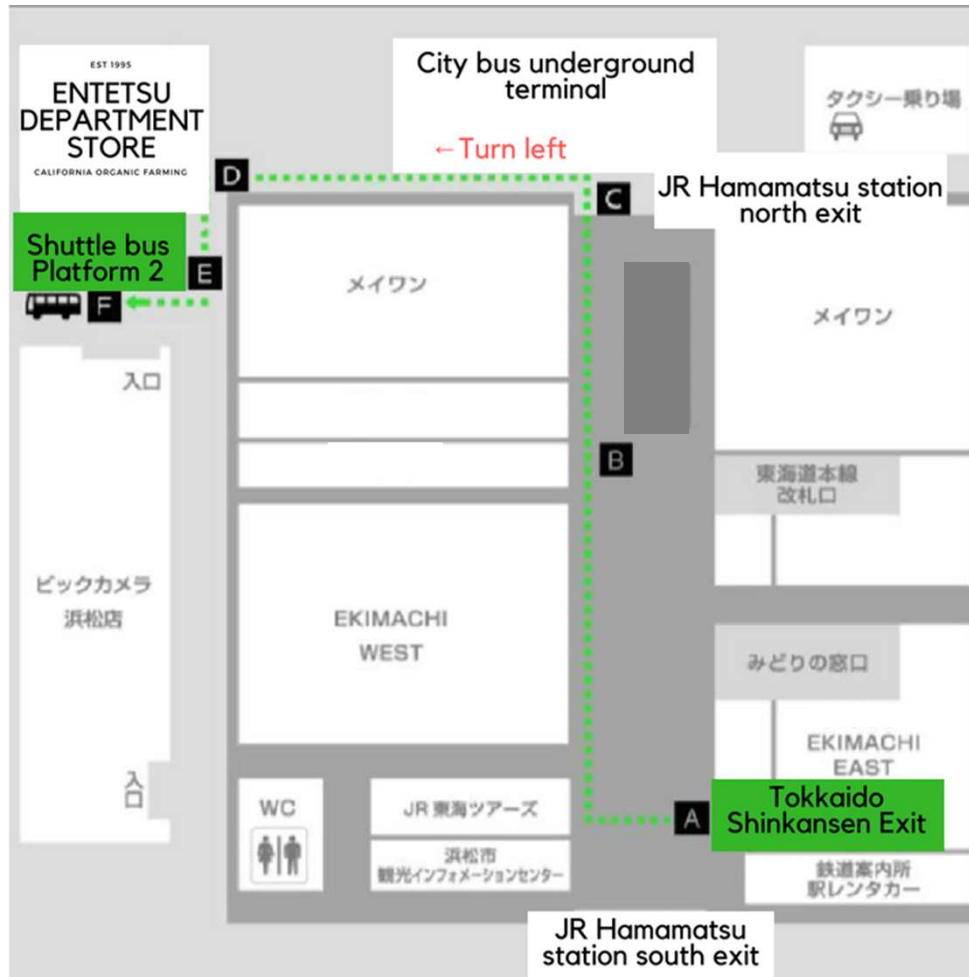 EST 1995
ENTETSU
DEPARTMENT
STORE
CALIFORNIA ORGANIC FARMING
City bus underground
terminal
←Turn left
タクシー乗り場
D
C
JR Hamamatsu station
north exit
Shuttle bus
Platform 2
E
F
メイワン
メイワン
入口
B
東海道本線
改札口
ビックカメラ
浜松店
EKIMACHI
WEST
みどりの窓口
EKIMACHI
EAST
入口
WC
JR東海ツアーズ
A
Tokkaido
Shinkansen Exit
浜松市
観光インフォメーションセンター
鉄道案内所
駅レンタカー
JR Hamamatsu
station south exit